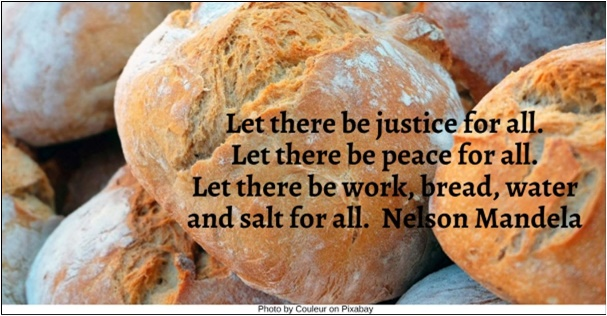 Let there be justice for all.
Let there be peace for all.
Let there be work, bread, water
and salt for all.  Nelson Mandela
Photo by Couleur on Pixabay